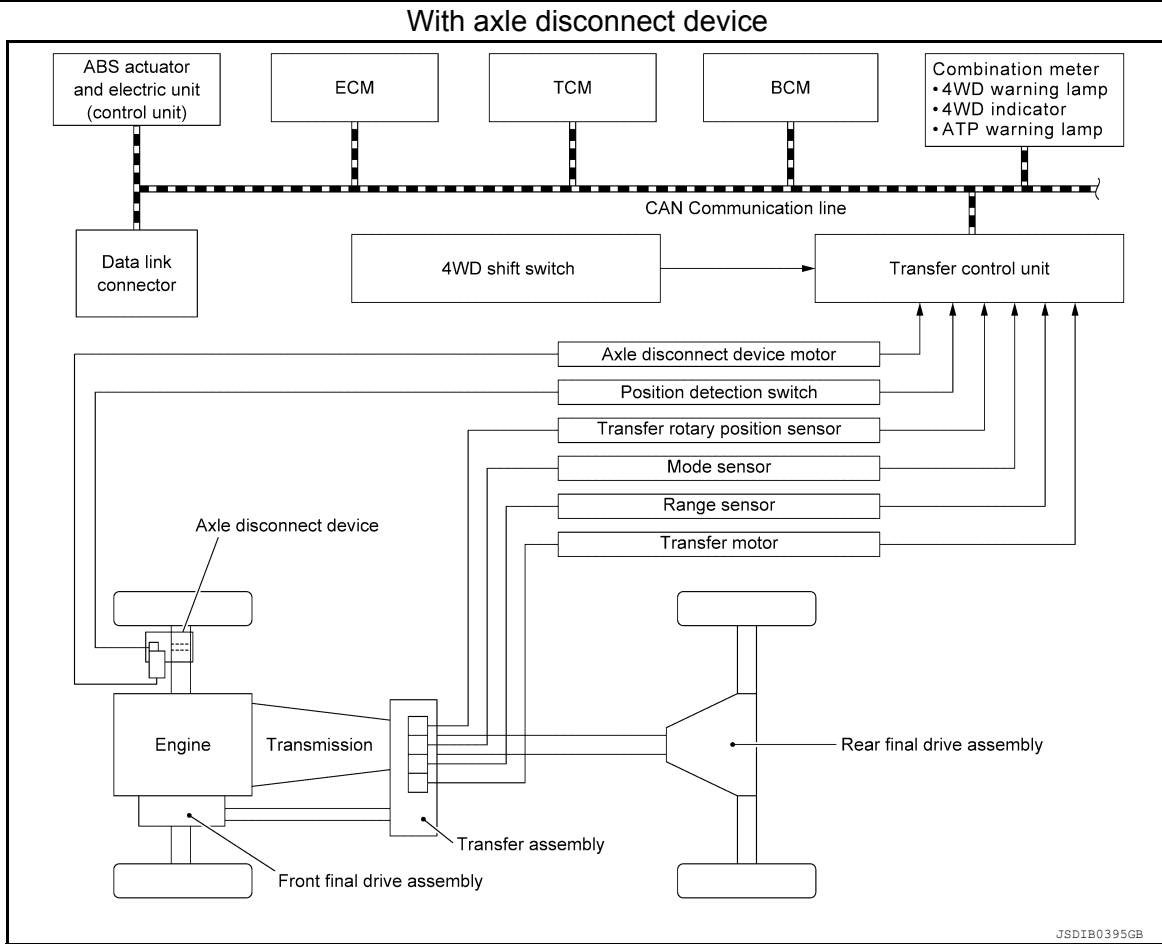 With axle disconnect device
ABS actuator
and electric unit
(control unit)
ECM
TCM
BCM
Combination meter
•4WD warning lamp
•4WD indicator
•ATP warning lamp
CAN Communication line
Data link
connector
4WD shift switch
Transfer control unit
Axle disconnect device motor
Position detection switch
Transfer rotary position sensor
Mode sensor
Range sensor
Transfer motor
Axle disconnect device
Engine
Transmission
Rear final drive assembly
Transfer assembly
Front final drive assembly
JSDIB0395GB